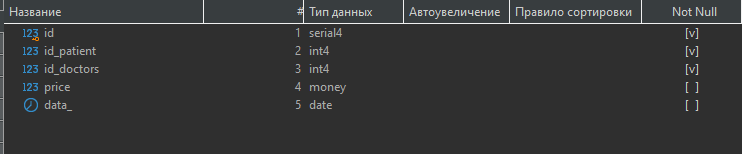 Название # Тип данных Автоувеличение Правило сортировки Not Null
123 id 1 serial4 [v]
123 id_patient 2 int4 [v]
123 id_doctors 3 int4 [v]
123 price 4 money [ ]
data_ 5 date [ ]